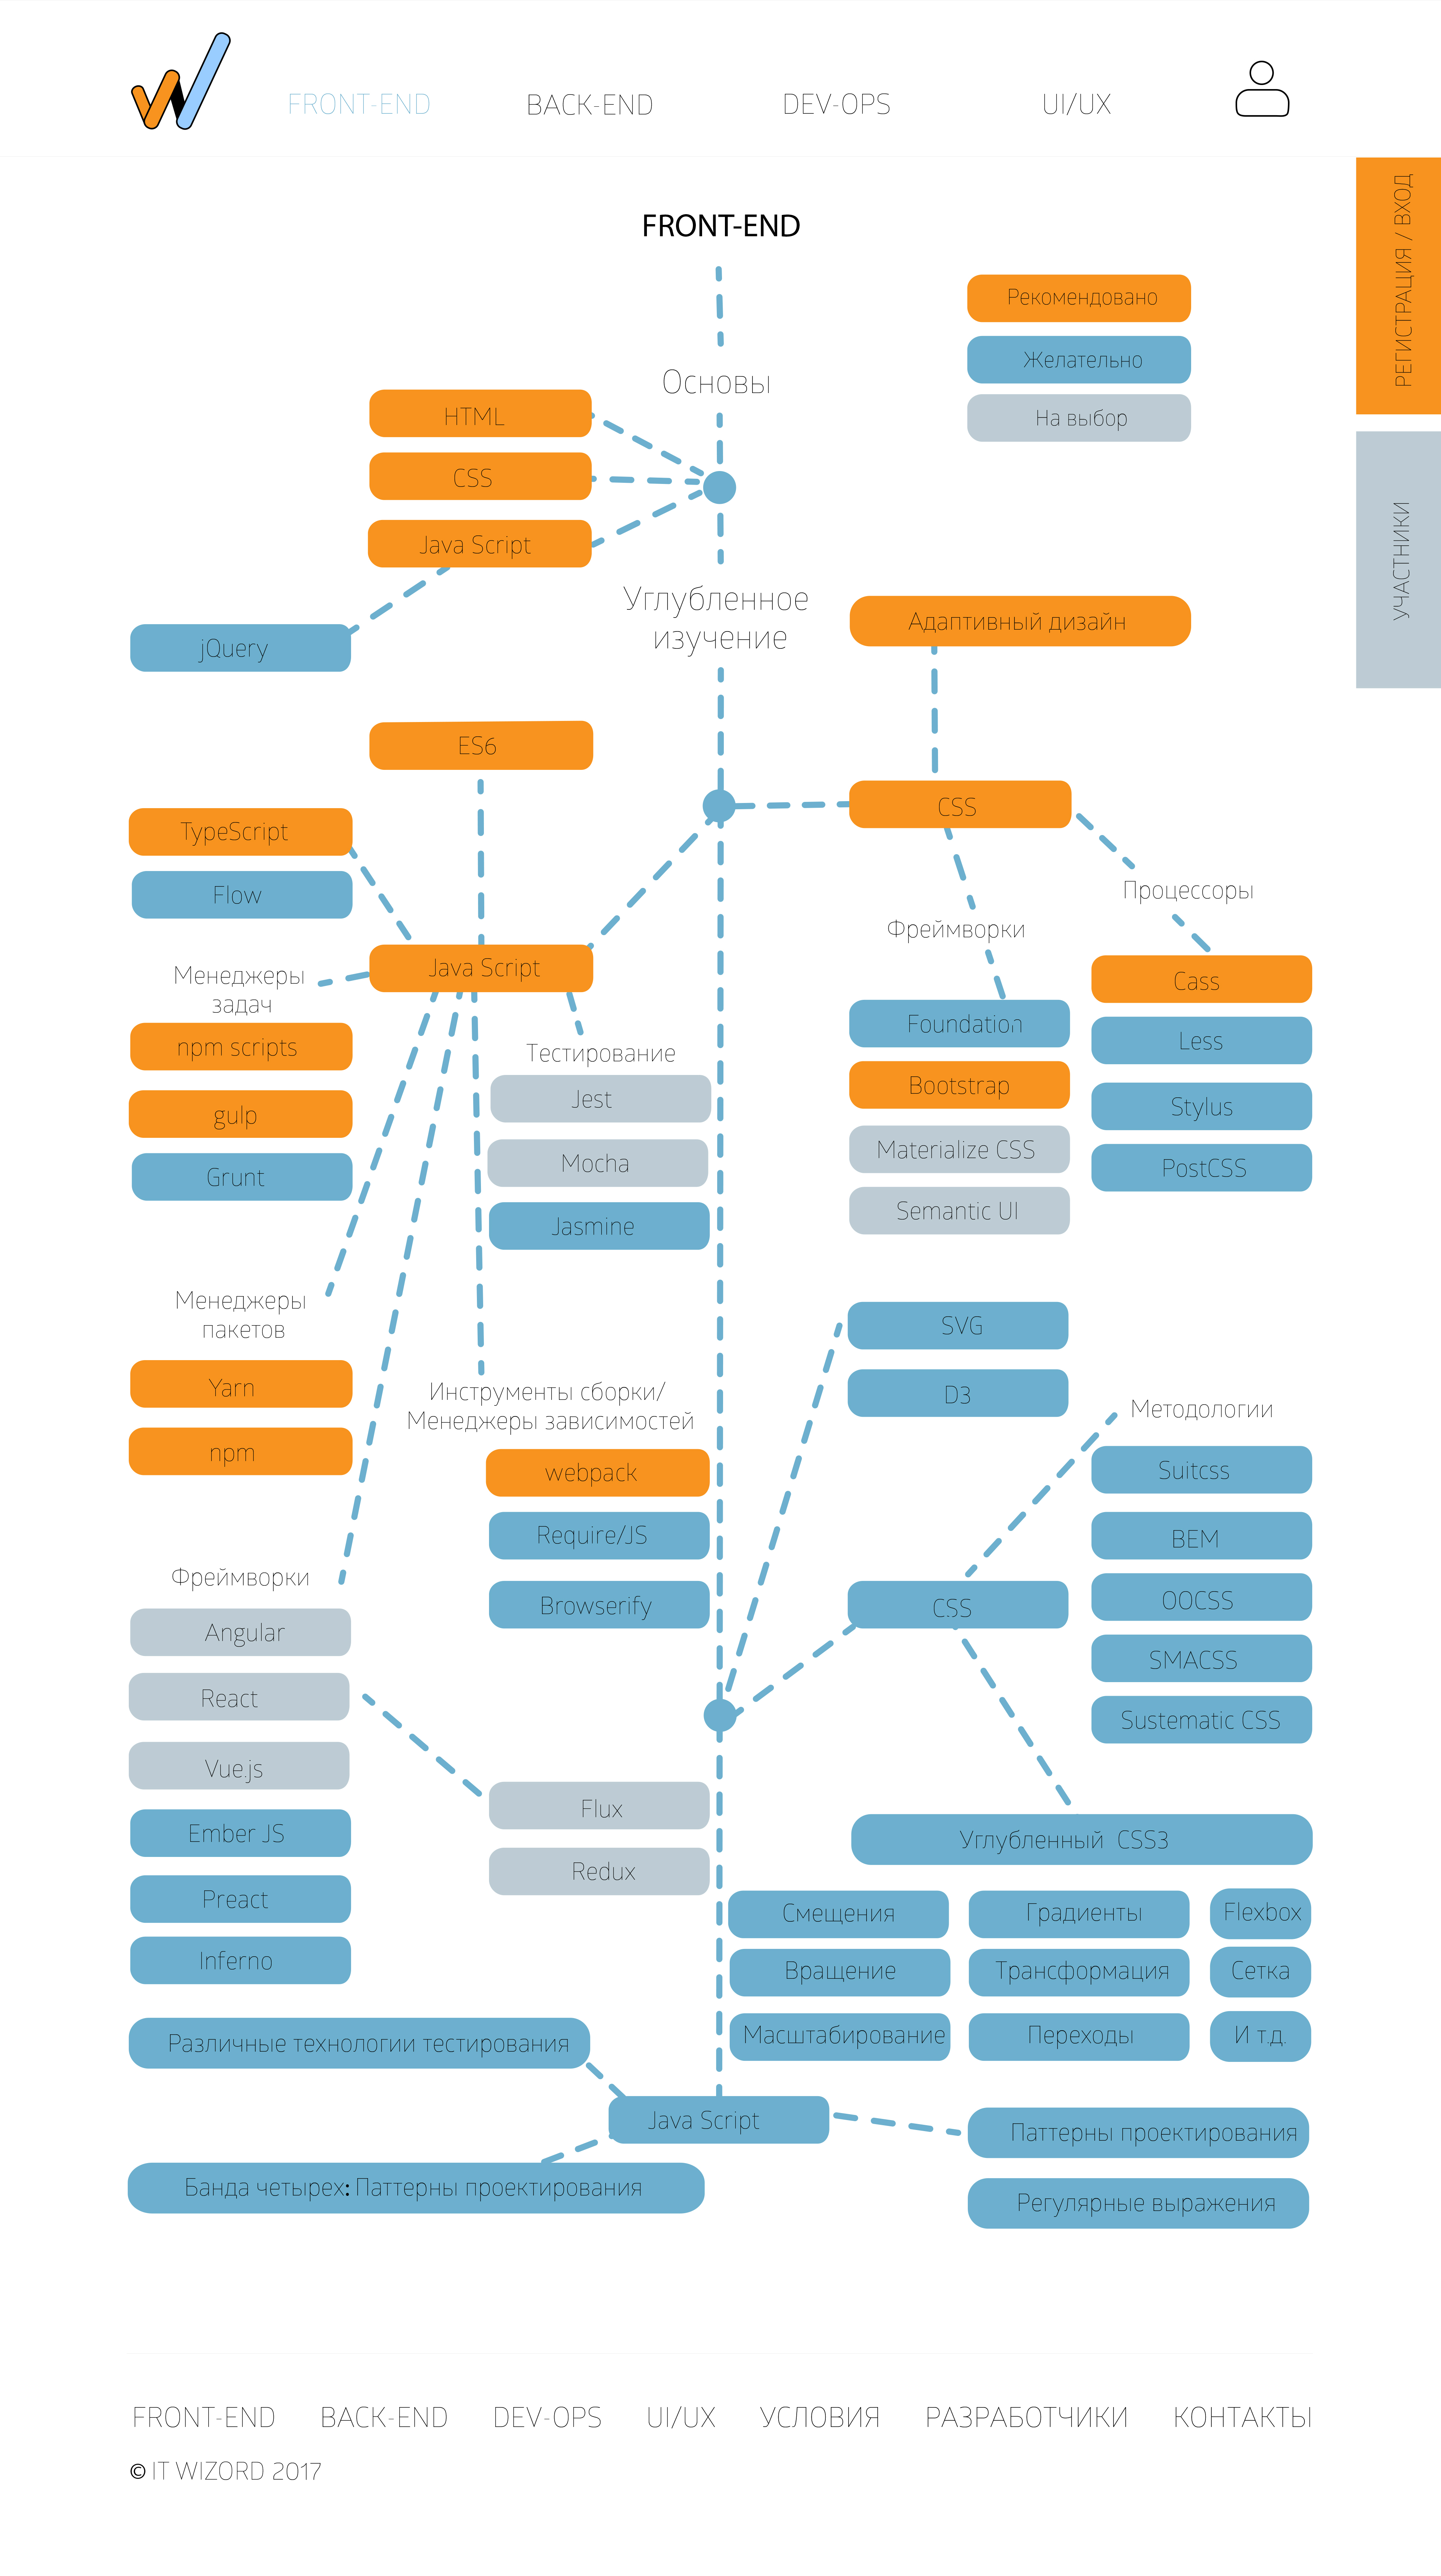 FRONT-END
BACK-END
DEV-OPS
UI/UX
РЕГИСТРАЦИЯ / ВХОД
УЧАСТНИКИ
FRONT-END
Рекомендовано
Желательно
На выбор
Основы
HTML
CSS
Java Script
jQuery
Углубленное
изучение
Адаптивный дизайн
ES6
CSS
TypeScript
Flow
Java Script
Процессоры
Cass
Less
Stylus
PostCSS
Фреймворки
Foundation
Bootstrap
Materialize CSS
Semantic UI
Менеджеры
задач
npm scripts
gulp
Grunt
Тестирование
Jest
Mocha
Jasmine
Менеджеры
пакетов
Yarn
npm
Инструменты сборки/
Менеджеры зависимостей
webpack
Require/JS
Browserify
SVG
D3
Методологии
Suitcss
BEM
OOCSS
SMACSS
Sustematic CSS
CSS
Фреймворки
Angular
React
Vue.js
Ember JS
Preact
Inferno
Flux
Redux
Углубленный CSS3
Смещения
Градиенты
Flexbox
Вращение
Трансформация
Сетка
Масштабирование
Переходы
И т.д.
Различные технологии тестирования
Java Script
Паттерны проектирования
Банда четырех: Паттерны проектирования
Регулярные выражения
FRONT-END
BACK-END
DEV-OPS
UI/UX
УСЛОВИЯ
РАЗРАБОТЧИКИ
КОНТАКТЫ
© IT WIZORD 2017